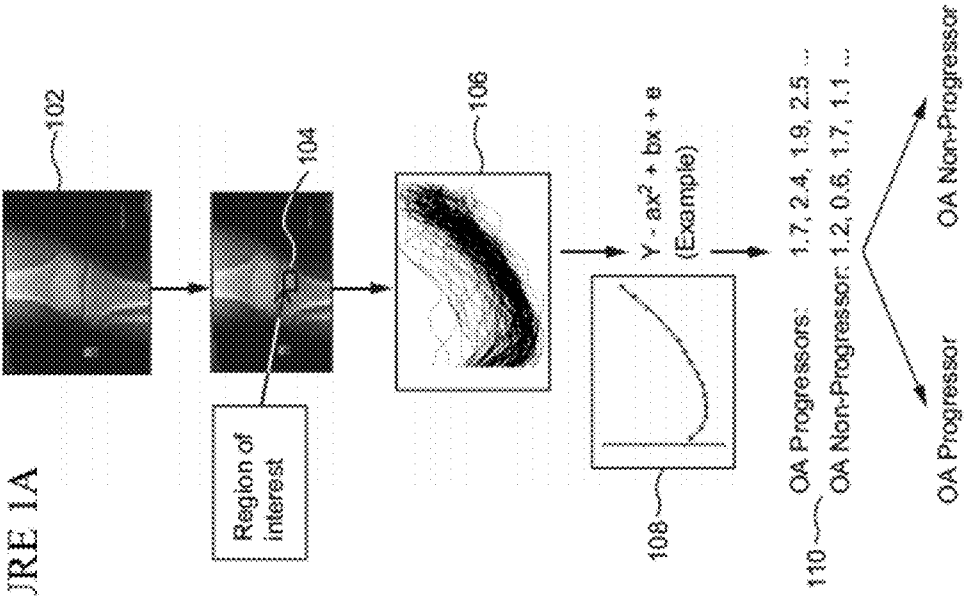 URE 1A
102
Region of
interest
104
106
108
Y - ax² + bx + e
(Example)
110
OA Progressors: 1.7, 2.4, 1.9, 2.5 ...
OA Non-Progressor: 1.2, 0.6, 1.7, 1.1 ...
OA Progressor
OA Non-Progressor